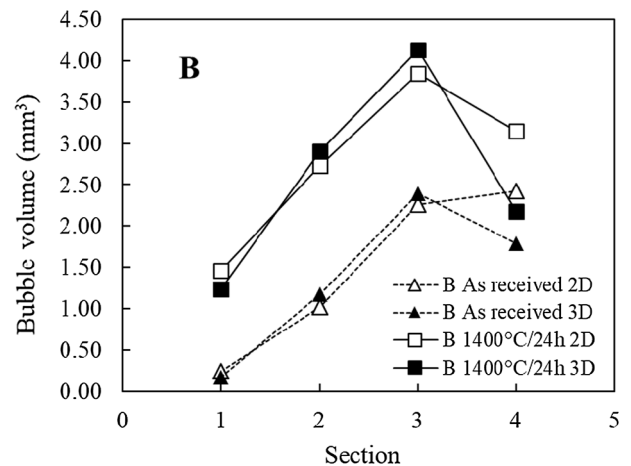 4.50
4.00
3.50
3.00
2.50
2.00
1.50
1.00
0.50
0.00
Bubble volume (mm³)
B
B As received 2D
B As received 3D
B 1400°C/24h 2D
B 1400°C/24h 3D
0 1 2 3 4 5
Section